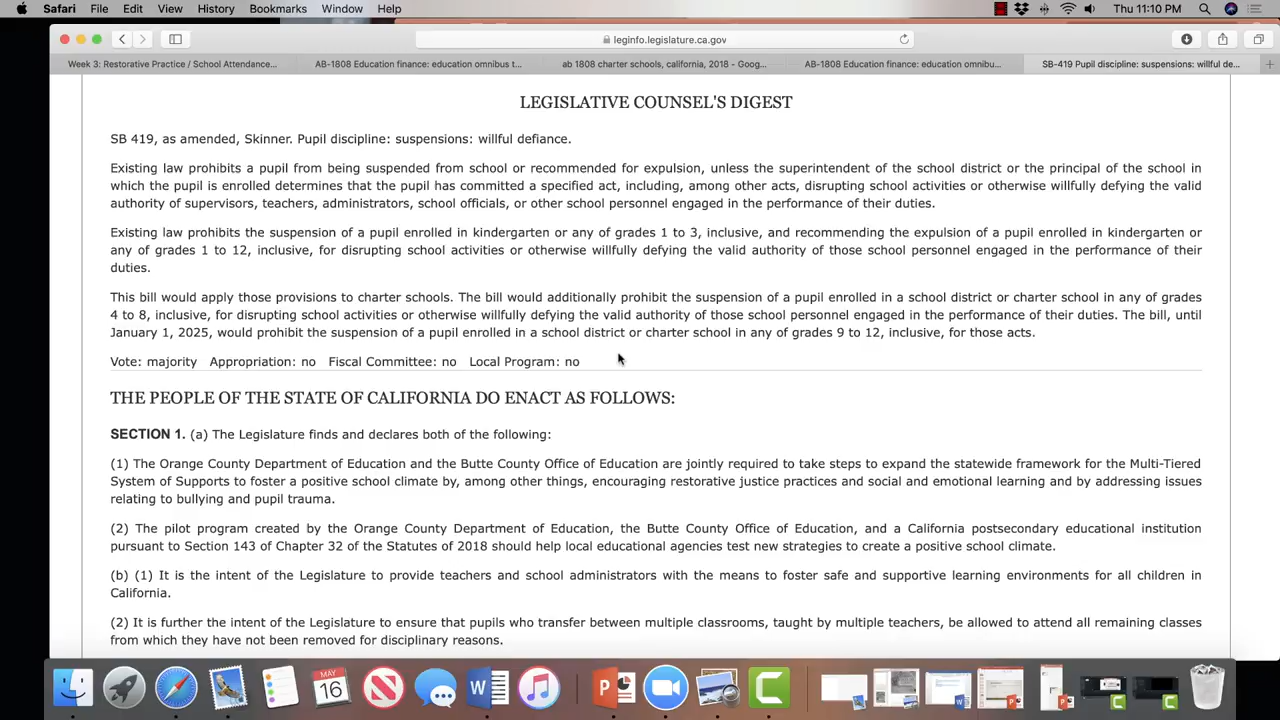 Safari File Edit View History Bookmarks Window Help Thu 11:10 PM
leginfo.legislature.ca.gov
Week 3: Restorative Practice / School Attendance... AB-1808 Education finance: education omnibus t... ab 1808 charter schools, california, 2018 - Goog... AB-1808 Education finance: education omnibu... SB-419 Pupil discipline: suspensions: willful de...
LEGISLATIVE COUNSEL'S DIGEST
SB 419, as amended, Skinner. Pupil discipline: suspensions: willful defiance.
Existing law prohibits a pupil from being suspended from school or recommended for expulsion, unless the superintendent of the school district or the principal of the school in
which the pupil is enrolled determines that the pupil has committed a specified act, including, among other acts, disrupting school activities or otherwise willfully defying the valid
authority of supervisors, teachers, administrators, school officials, or other school personnel engaged in the performance of their duties.
Existing law prohibits the suspension of a pupil enrolled in kindergarten or any of grades 1 to 3, inclusive, and recommending the expulsion of a pupil enrolled in kindergarten or
any of grades 1 to 12, inclusive, for disrupting school activities or otherwise willfully defying the valid authority of those school personnel engaged in the performance of their
duties.
This bill would apply those provisions to charter schools. The bill would additionally prohibit the suspension of a pupil enrolled in a school district or charter school in any of grades
4 to 8, inclusive, for disrupting school activities or otherwise willfully defying the valid authority of those school personnel engaged in the performance of their duties. The bill, until
January 1, 2025, would prohibit the suspension of a pupil enrolled in a school district or charter school in any of grades 9 to 12, inclusive, for those acts.
Vote: majority Appropriation: no Fiscal Committee: no Local Program: no
THE PEOPLE OF THE STATE OF CALIFORNIA DO ENACT AS FOLLOWS:
SECTION 1. (a) The Legislature finds and declares both of the following:
(1) The Orange County Department of Education and the Butte County Office of Education are jointly required to take steps to expand the statewide framework for the Multi-Tiered
System of Supports to foster a positive school climate by, among other things, encouraging restorative justice practices and social and emotional learning and by addressing issues
relating to bullying and pupil trauma.
(2) The pilot program created by the Orange County Department of Education, the Butte County Office of Education, and a California postsecondary educational institution
pursuant to Section 143 of Chapter 32 of the Statutes of 2018 should help local educational agencies test new strategies to create a positive school climate.
(b) (1) It is the intent of the Legislature to provide teachers and school administrators with the means to foster safe and supportive learning environments for all children in
California.
(2) It is further the intent of the Legislature to ensure that pupils who transfer between multiple classrooms, taught by multiple teachers, be allowed to attend all remaining classes
from which they have not been removed for disciplinary reasons.
MAY
16
W
P
C